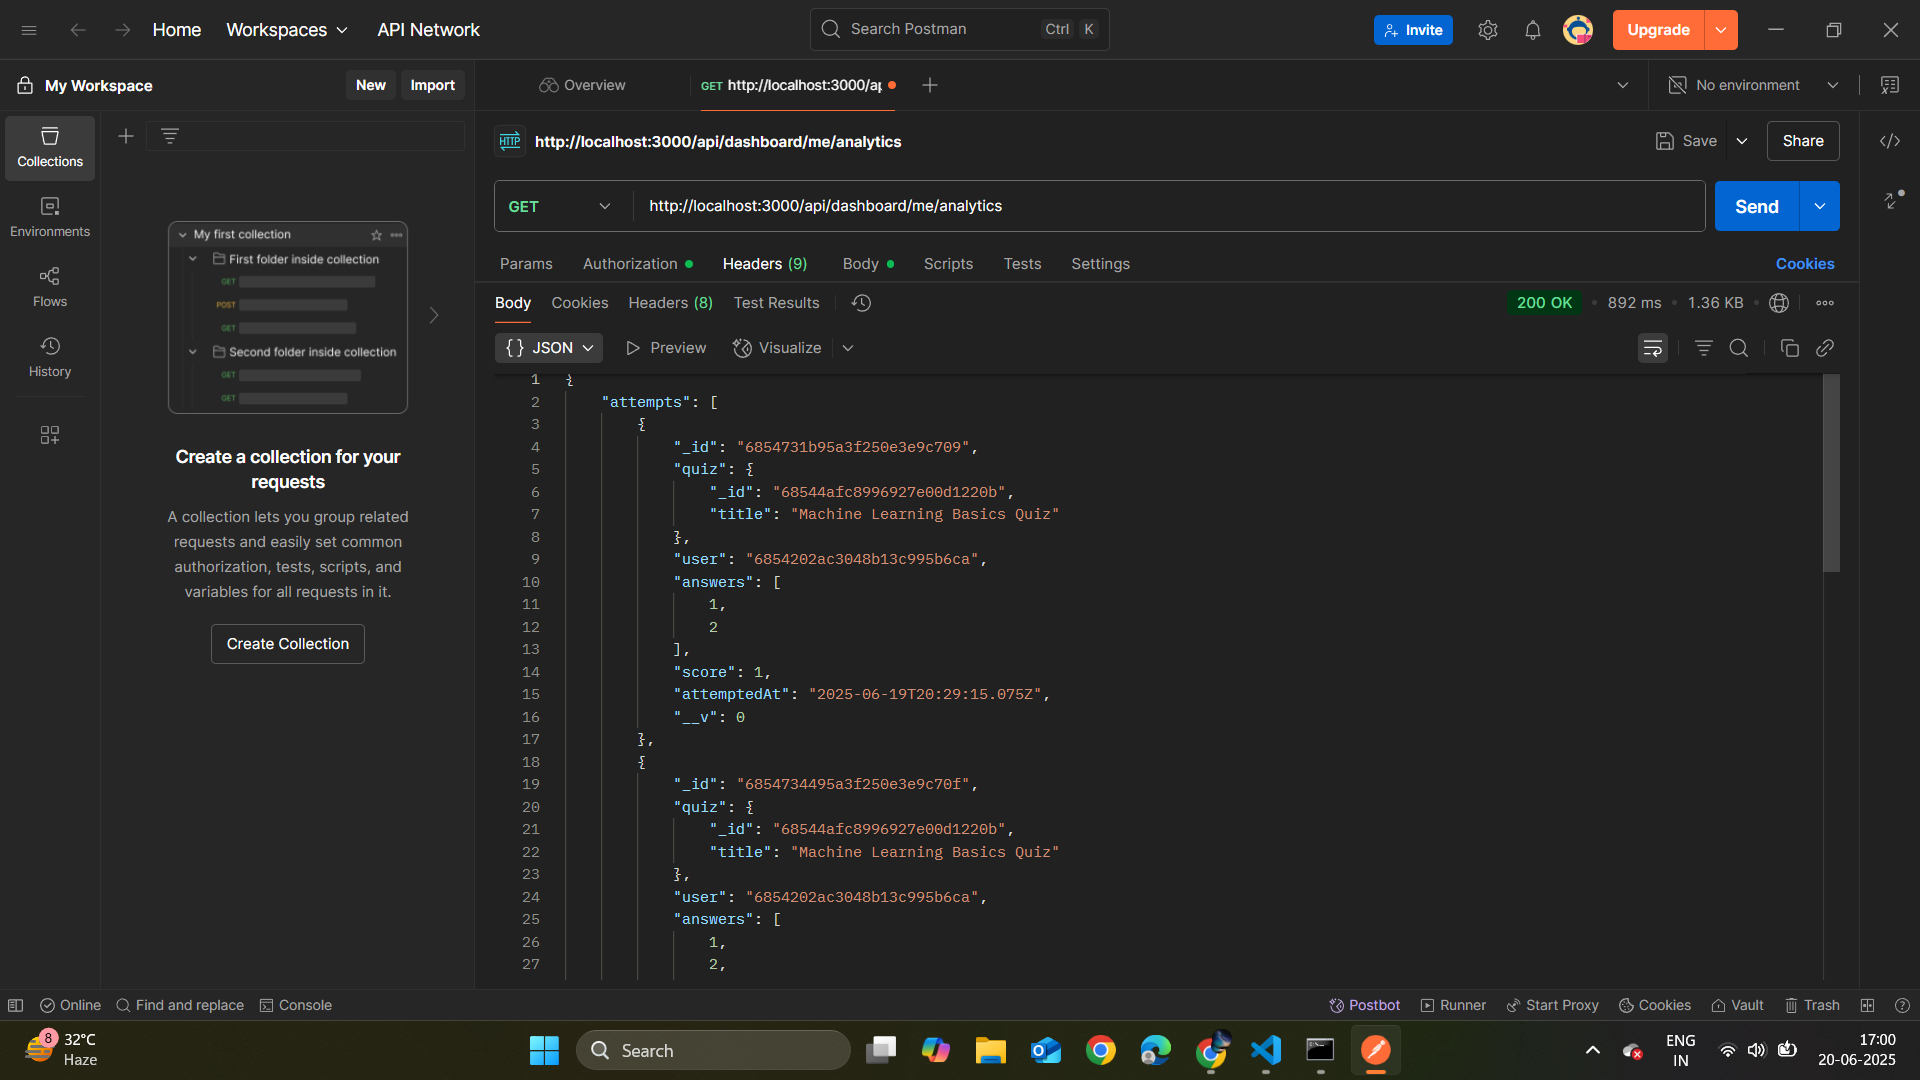 Home
Workspaces
API Network
Search Postman
Ctrl K
Invite
Upgrade
My Workspace
New
Import
Overview
GET http://localhost:3000/ap
No environment
Collections
Environments
Flows
History
My first collection
First folder inside collection
GET
POST
GET
Second folder inside collection
GET
GET
Create a collection for your
requests
A collection lets you group related
requests and easily set common
authorization, tests, scripts, and
variables for all requests in it.
Create Collection
HTTP http://localhost:3000/api/dashboard/me/analytics
Save
Share
GET http://localhost:3000/api/dashboard/me/analytics
Send
Params Authorization Headers (9) Body Scripts Tests Settings
Cookies
Body Cookies Headers (8) Test Results
200 OK • 892 ms • 1.36 KB •
{} JSON Preview Visualize
1 {
2 "attempts": [
3 {
4 "_id": "6854731b95a3f250e3e9c709",
5 "quiz": {
6 "_id": "68544afc8996927e00d1220b",
7 "title": "Machine Learning Basics Quiz"
8 },
9 "user": "6854202ac3048b13c995b6ca",
10 "answers": [
11 1,
12 2
13 ],
14 "score": 1,
15 "attemptedAt": "2025-06-19T20:29:15.075Z",
16 "__v": 0
17 },
18 {
19 "_id": "6854734495a3f250e3e9c70f",
20 "quiz": {
21 "_id": "68544afc8996927e00d1220b",
22 "title": "Machine Learning Basics Quiz"
23 },
24 "user": "6854202ac3048b13c995b6ca",
25 "answers": [
26 1,
27 2,
Online
Find and replace
Console
Postbot
Runner
Start Proxy
Cookies
Vault
Trash
8
32°C
Haze
Search
ENG
IN
17:00
20-06-2025